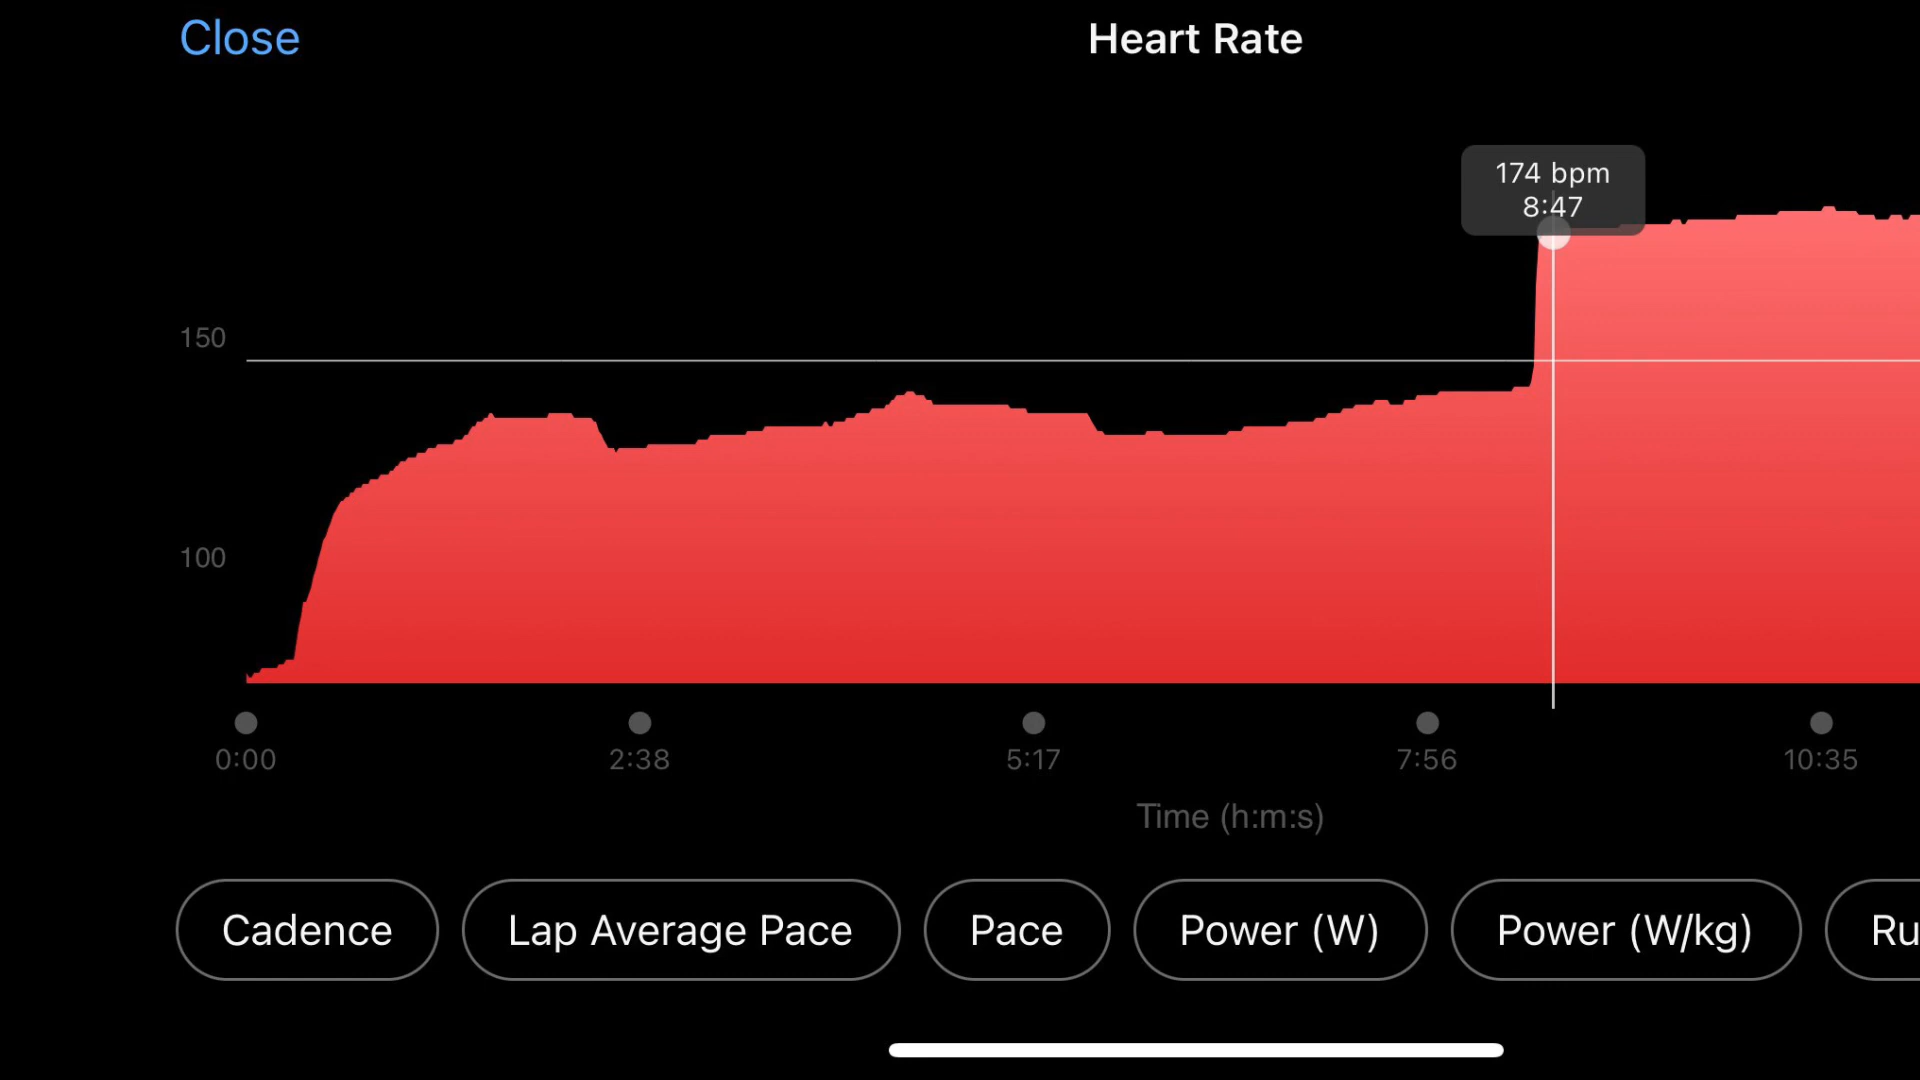 Close
Heart Rate
174 bpm
8:47
150
100
0:00
2:38
5:17
7:56
10:35
Time (h:m:s)
Cadence
Lap Average Pace
Pace
Power (W)
Power (W/kg)
Ru